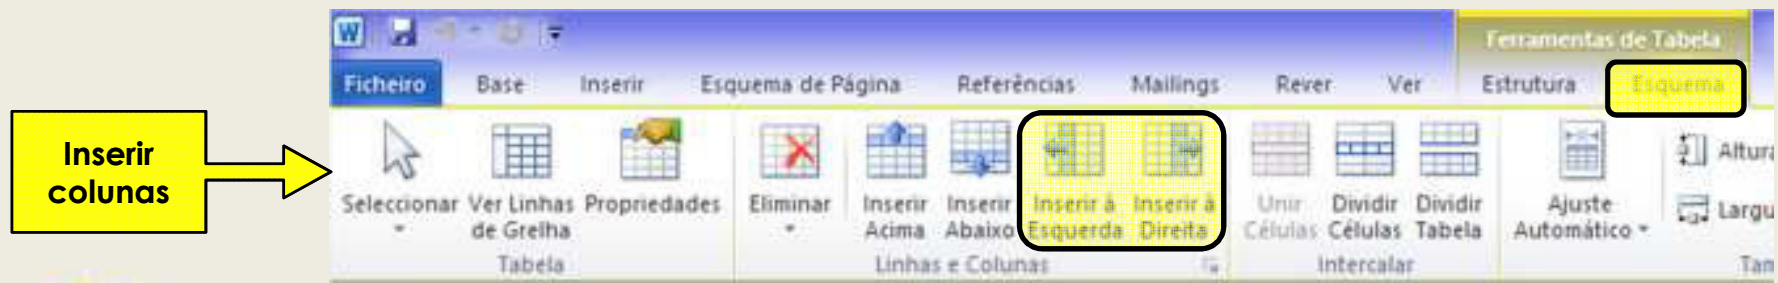 Ferramentas de Tabela
Ficheiro Base Inserir Esquema de Página Referências Mailings Rever Ver Estrutura Esquema
Inserir
colunas
Seleccionar Ver Linhas Propriedades Eliminar Inserir Inserir Inserir à Inserir à Unir Dividir Dividir Ajuste Altura
de Grelha Acima Abaixo Esquerda Direita Células Células Tabela Automático Largu
Tabela Linhas e Colunas Intercalar Tam